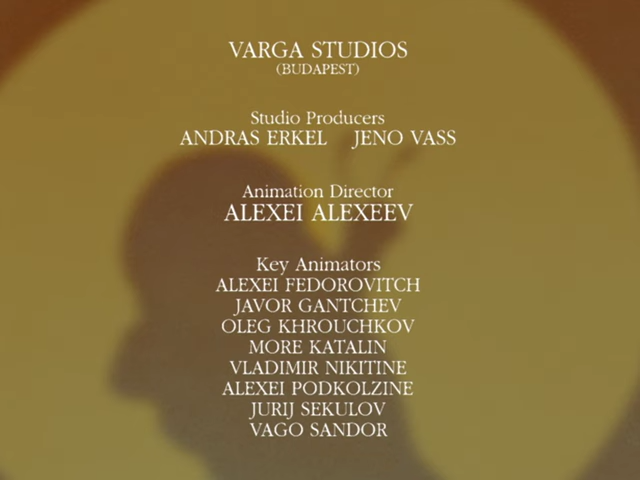 VARGA STUDIOS
(BUDAPEST)
Studio Producers
ANDRAS ERKEL JENO VASS
Animation Director
ALEXEI ALEXEEV
Key Animators
ALEXEI FEDOROVITCH
JAVOR GANTCHEV
OLEG KHROUCHKOV
MORE KATALIN
VLADIMIR NIKITINE
ALEXEI PODKOLZINE
JURIJ SEKULOV
VAGO SANDOR